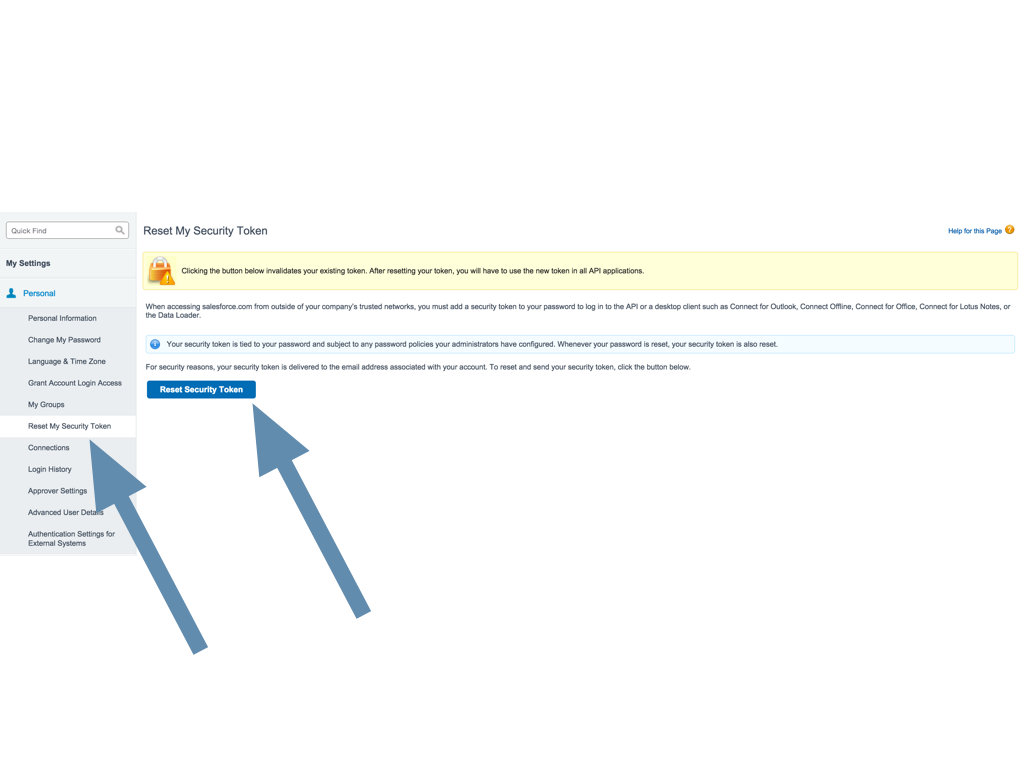 Quick Find
Reset My Security Token
Help for this Page ?
My Settings
Clicking the button below invalidates your existing token. After resetting your token, you will have to use the new token in all API applications.
Personal
When accessing salesforce.com from outside of your company's trusted networks, you must add a security token to your password to log in to the API or a desktop client such as Connect for Outlook, Connect Offline, Connect for Office, Connect for Lotus Notes, or
the Data Loader.
Your security token is tied to your password and subject to any password policies your administrators have configured. Whenever your password is reset, your security token is also reset.
For security reasons, your security token is delivered to the email address associated with your account. To reset and send your security token, click the button below.
Reset Security Token
Personal Information
Change My Password
Language & Time Zone
Grant Account Login Access
My Groups
Reset My Security Token
Connections
Login History
Approver Settings
Advanced User Details
Authentication Settings for
External Systems